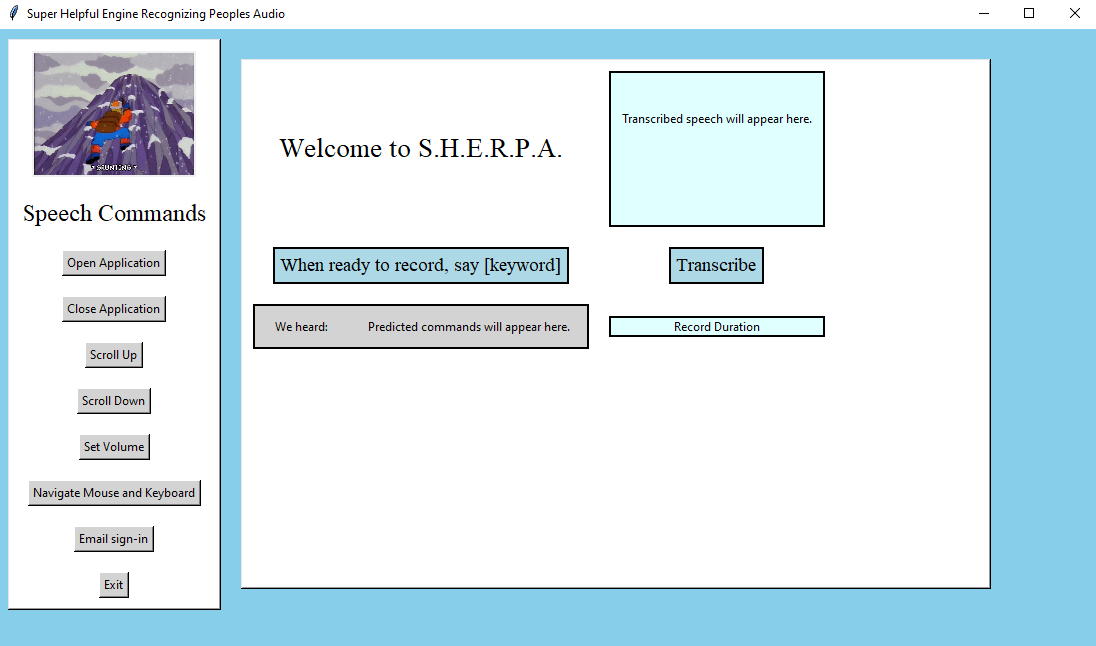 Super Helpful Engine Recognizing Peoples Audio
* GRUNTING *
Speech Commands
Open Application
Close Application
Scroll Up
Scroll Down
Set Volume
Navigate Mouse and Keyboard
Email sign-in
Exit
Welcome to S.H.E.R.P.A.
Transcribed speech will appear here.
When ready to record, say [keyword]
Transcribe
We heard: Predicted commands will appear here.
Record Duration